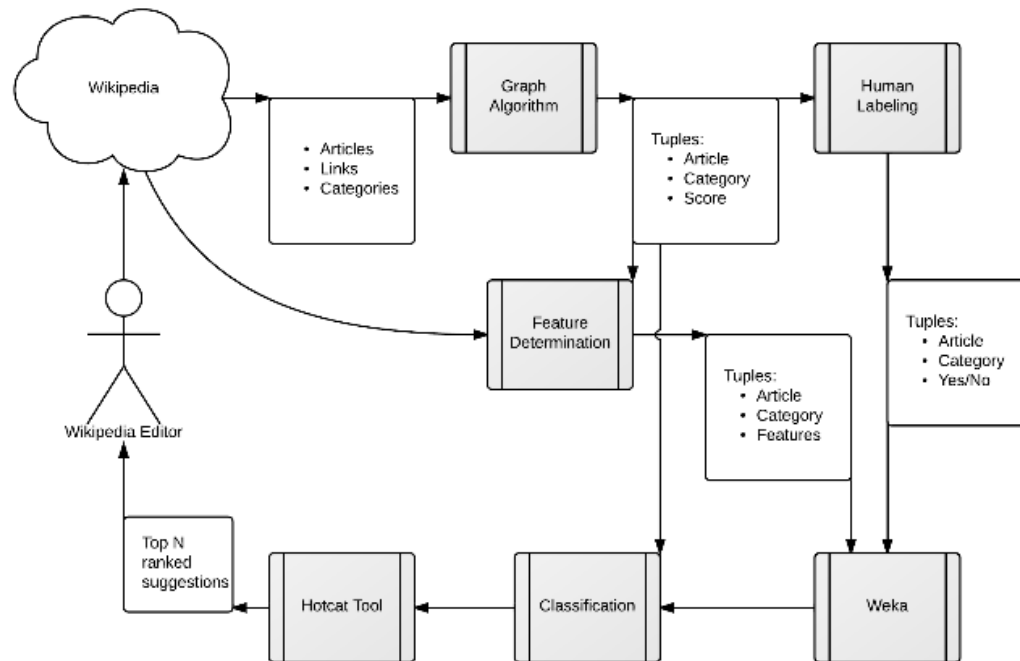 Wikipedia
Graph
Algorithm
Human
Labeling
• Articles
• Links
• Categories
Tuples:
• Article
• Category
• Score
Feature
Determination
Tuples:
• Article
• Category
• Yes/No
Tuples:
• Article
• Category
• Features
Wikipedia Editor
Top N
ranked
suggestions
Hotcat Tool
Classification
Weka